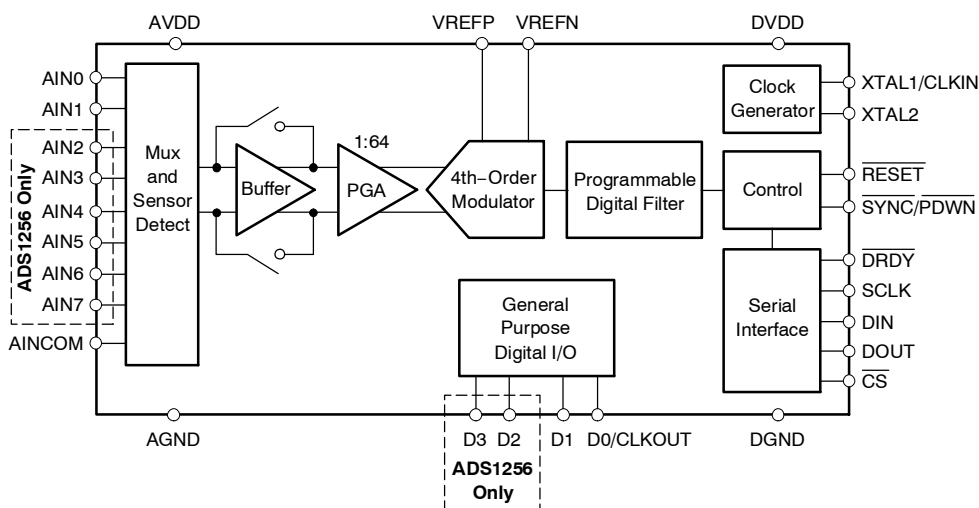 AVDD
VREFP
VREFN
DVDD
AIN0
AIN1
AIN2
AIN3
AIN4
AIN5
AIN6
AIN7
AINCOM
ADS1256 Only
Mux
and
Sensor
Detect
Buffer
1:64
PGA
4th−Order
Modulator
Programmable
Digital Filter
Clock
Generator
XTAL1/CLKIN
XTAL2
Control
RESET
SYNC/PDWN
Serial
Interface
DRDY
SCLK
DIN
DOUT
CS
General
Purpose
Digital I/O
AGND
D3
D2
D1
D0/CLKOUT
DGND
ADS1256
Only